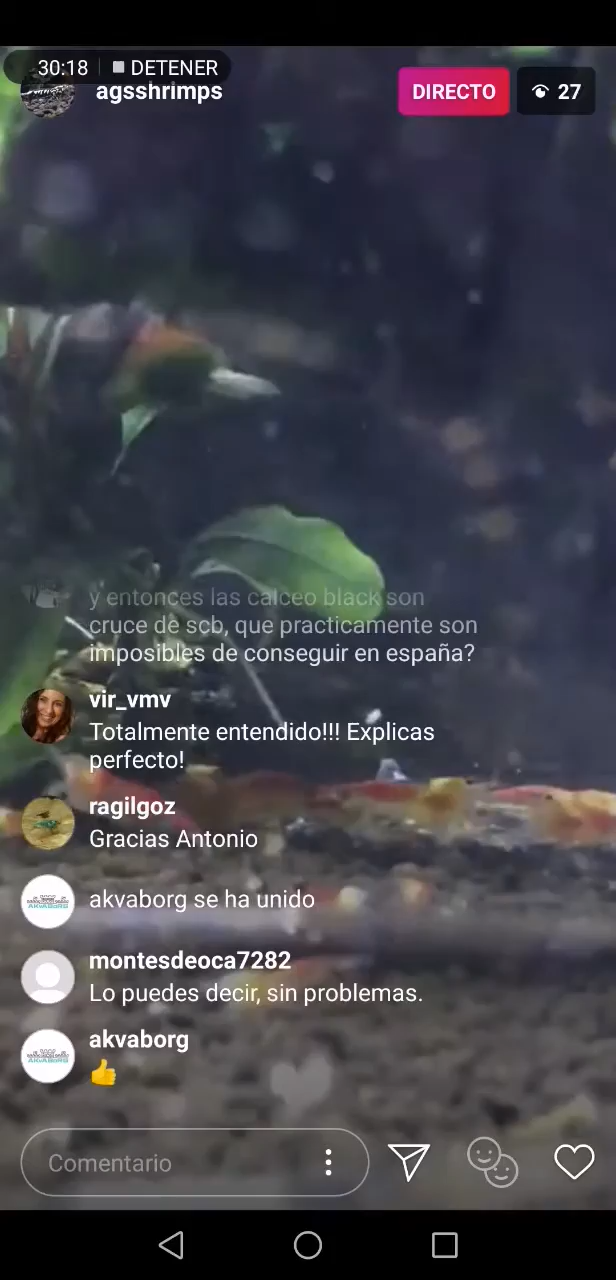 30:18 DETENER
agsshrimps
DIRECTO
27
y entonces las calceo black son
cruce de scb, que practicamente son
imposibles de conseguir en españa?
vir_vmv
Totalmente entendido!!! Explicas
perfecto!
ragilgoz
Gracias Antonio
akvaborg se ha unido
montesdeoca7282
Lo puedes decir, sin problemas.
akvaborg
👍
Comentario